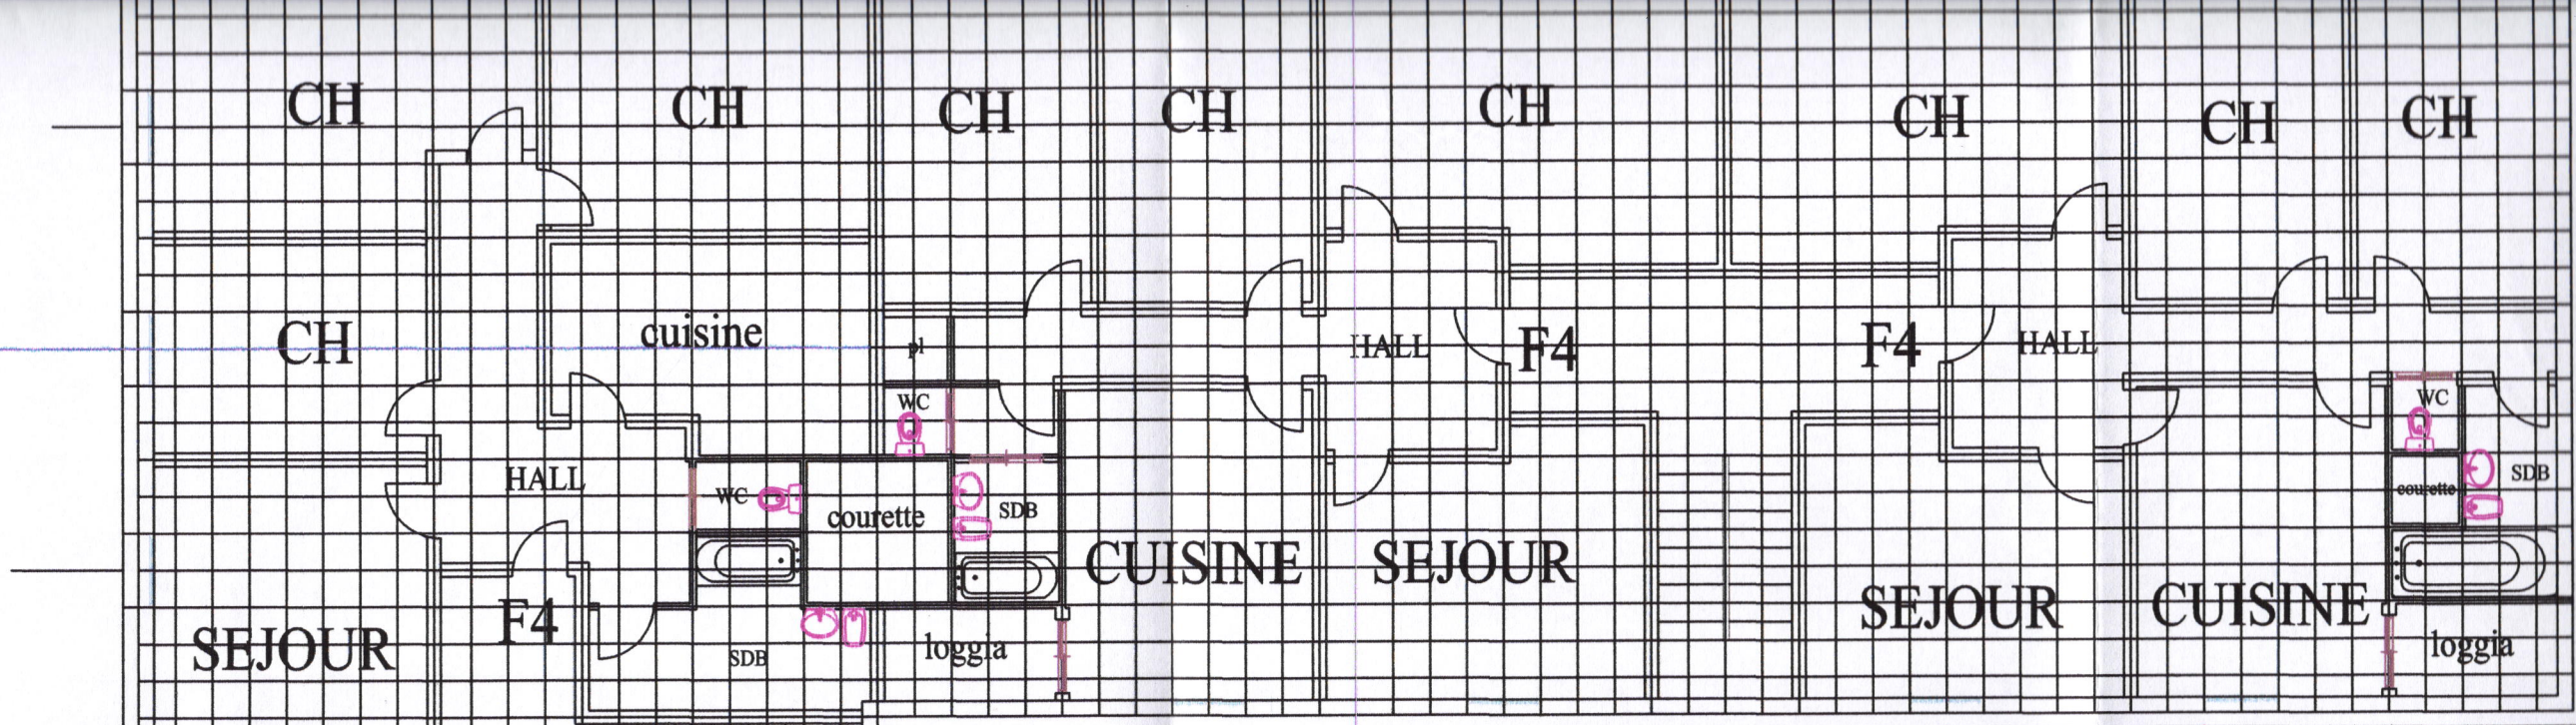 CH
CH
CH
CH
CH
CH
CH
CH
CH
cuisine
pl
HALL
F4
F4
HALL
WC
WC
HALL
WC
courette
SDB
courette
SDB
CUISINE
SEJOUR
SEJOUR
CUISINE
F4
SEJOUR
SDB
loggia
loggia